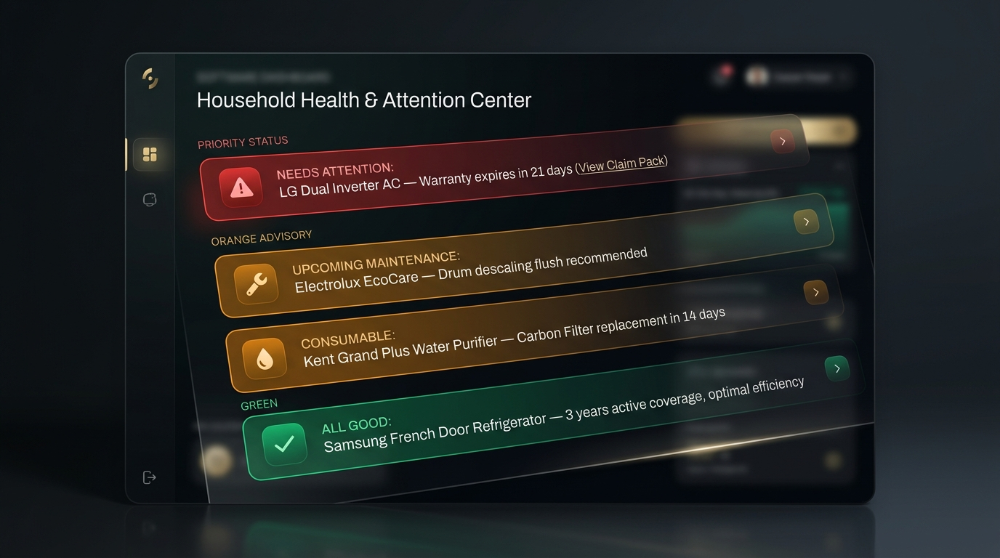 Household Health & Attention Center
PRIORITY STATUS
NEEDS ATTENTION:
LG Dual Inverter AC — Warranty expires in 21 days (View Claim Pack)
ORANGE ADVISORY
UPCOMING MAINTENANCE:
Electrolux EcoCare — Drum descaling flush recommended
CONSUMABLE:
Kent Grand Plus Water Purifier — Carbon Filter replacement in 14 days
GREEN
ALL GOOD:
Samsung French Door Refrigerator — 3 years active coverage, optimal efficiency